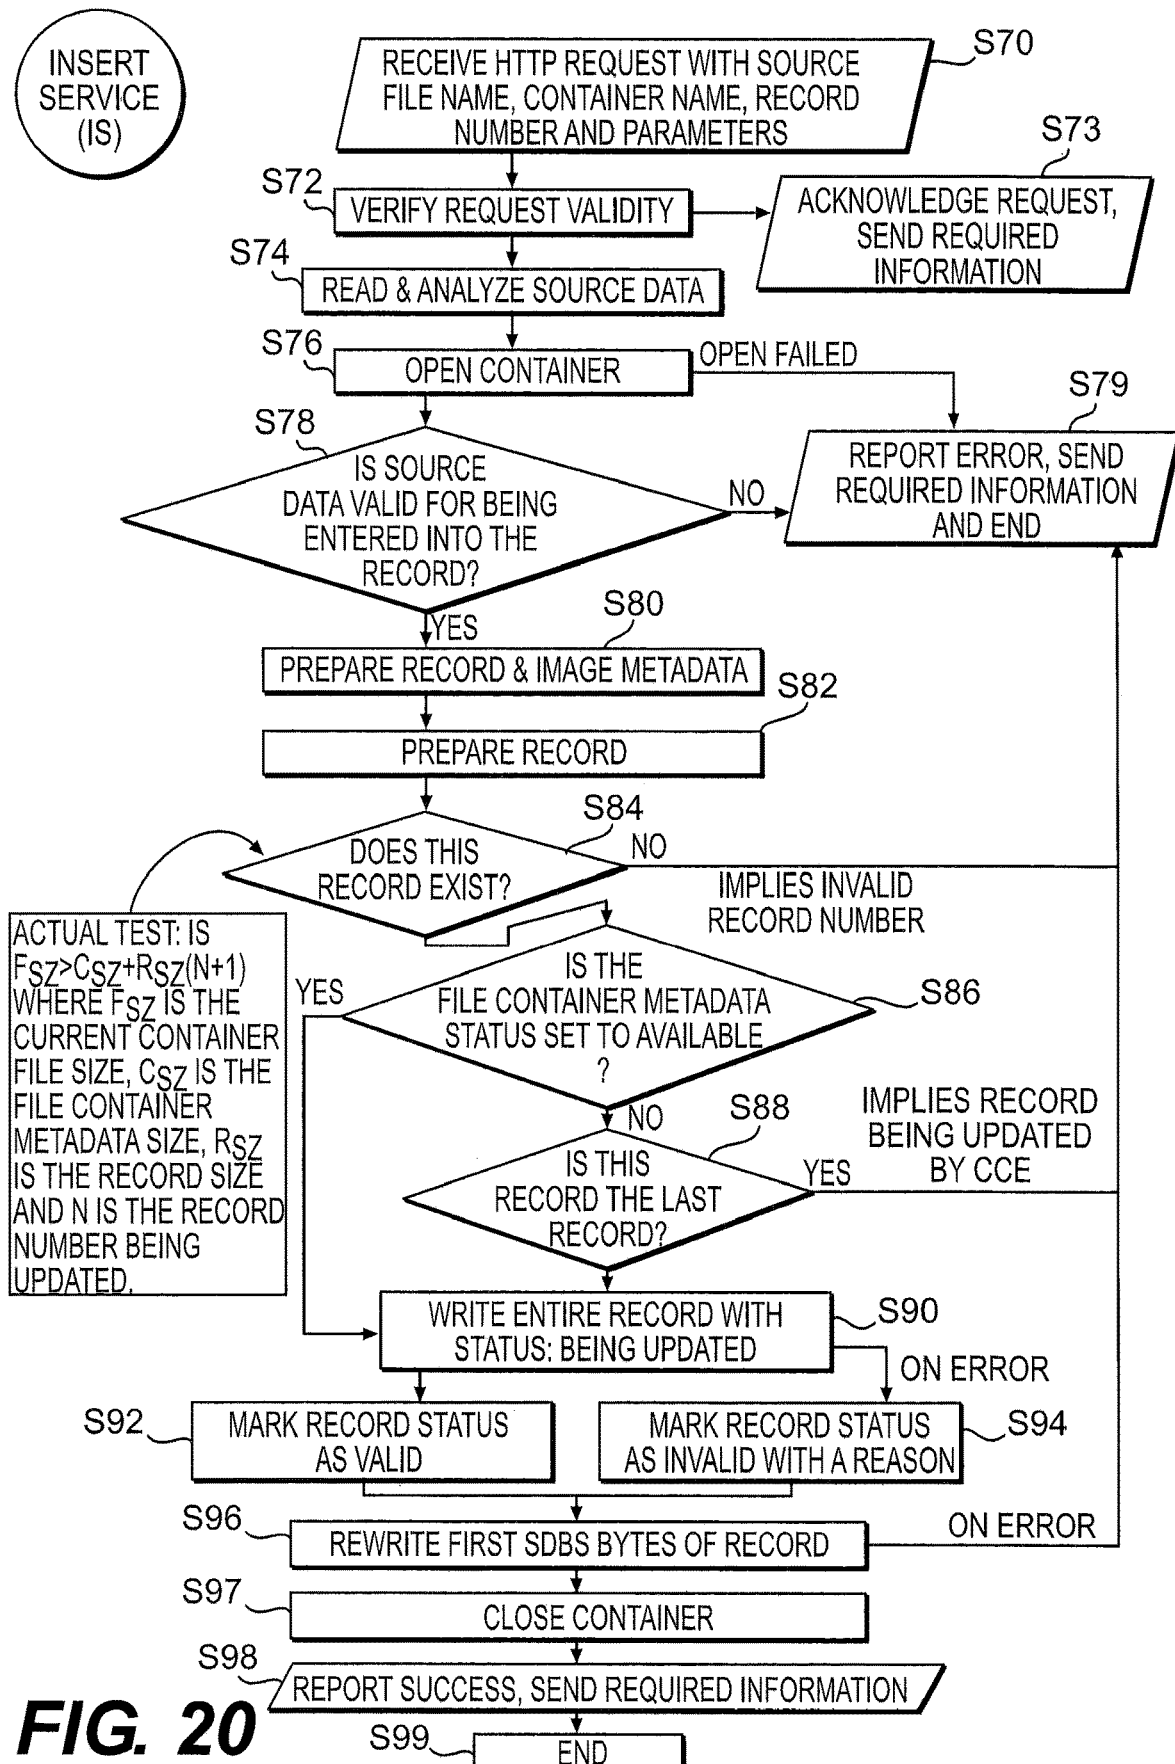 INSERT
SERVICE
(IS)
RECEIVE HTTP REQUEST WITH SOURCE
FILE NAME, CONTAINER NAME, RECORD
NUMBER AND PARAMETERS
S70
S72
VERIFY REQUEST VALIDITY
S73
ACKNOWLEDGE REQUEST,
SEND REQUIRED
INFORMATION
S74
READ & ANALYZE SOURCE DATA
S76
OPEN CONTAINER
OPEN FAILED
S78
IS SOURCE
DATA VALID FOR BEING
ENTERED INTO THE
RECORD?
NO
S79
REPORT ERROR, SEND
REQUIRED INFORMATION
AND END
YES
S80
PREPARE RECORD & IMAGE METADATA
S82
PREPARE RECORD
S84
DOES THIS
RECORD EXIST?
NO
IMPLIES INVALID
RECORD NUMBER
ACTUAL TEST: IS
FSZ>CSZ+RSZ(N+1)
WHERE FSZ IS THE
CURRENT CONTAINER
FILE SIZE, CSZ IS THE
FILE CONTAINER
METADATA SIZE, RSZ
IS THE RECORD SIZE
AND N IS THE RECORD
NUMBER BEING
UPDATED.
YES
IS THE
FILE CONTAINER METADATA
STATUS SET TO AVAILABLE
?
S86
NO
S88
IS THIS
RECORD THE LAST
RECORD?
YES
IMPLIES RECORD
BEING UPDATED
BY CCE
WRITE ENTIRE RECORD WITH
STATUS: BEING UPDATED
S90
ON ERROR
S92
MARK RECORD STATUS
AS VALID
MARK RECORD STATUS
AS INVALID WITH A REASON
S94
S96
REWRITE FIRST SDBS BYTES OF RECORD
ON ERROR
S97
CLOSE CONTAINER
S98
REPORT SUCCESS, SEND REQUIRED INFORMATION
S99
END
FIG. 20